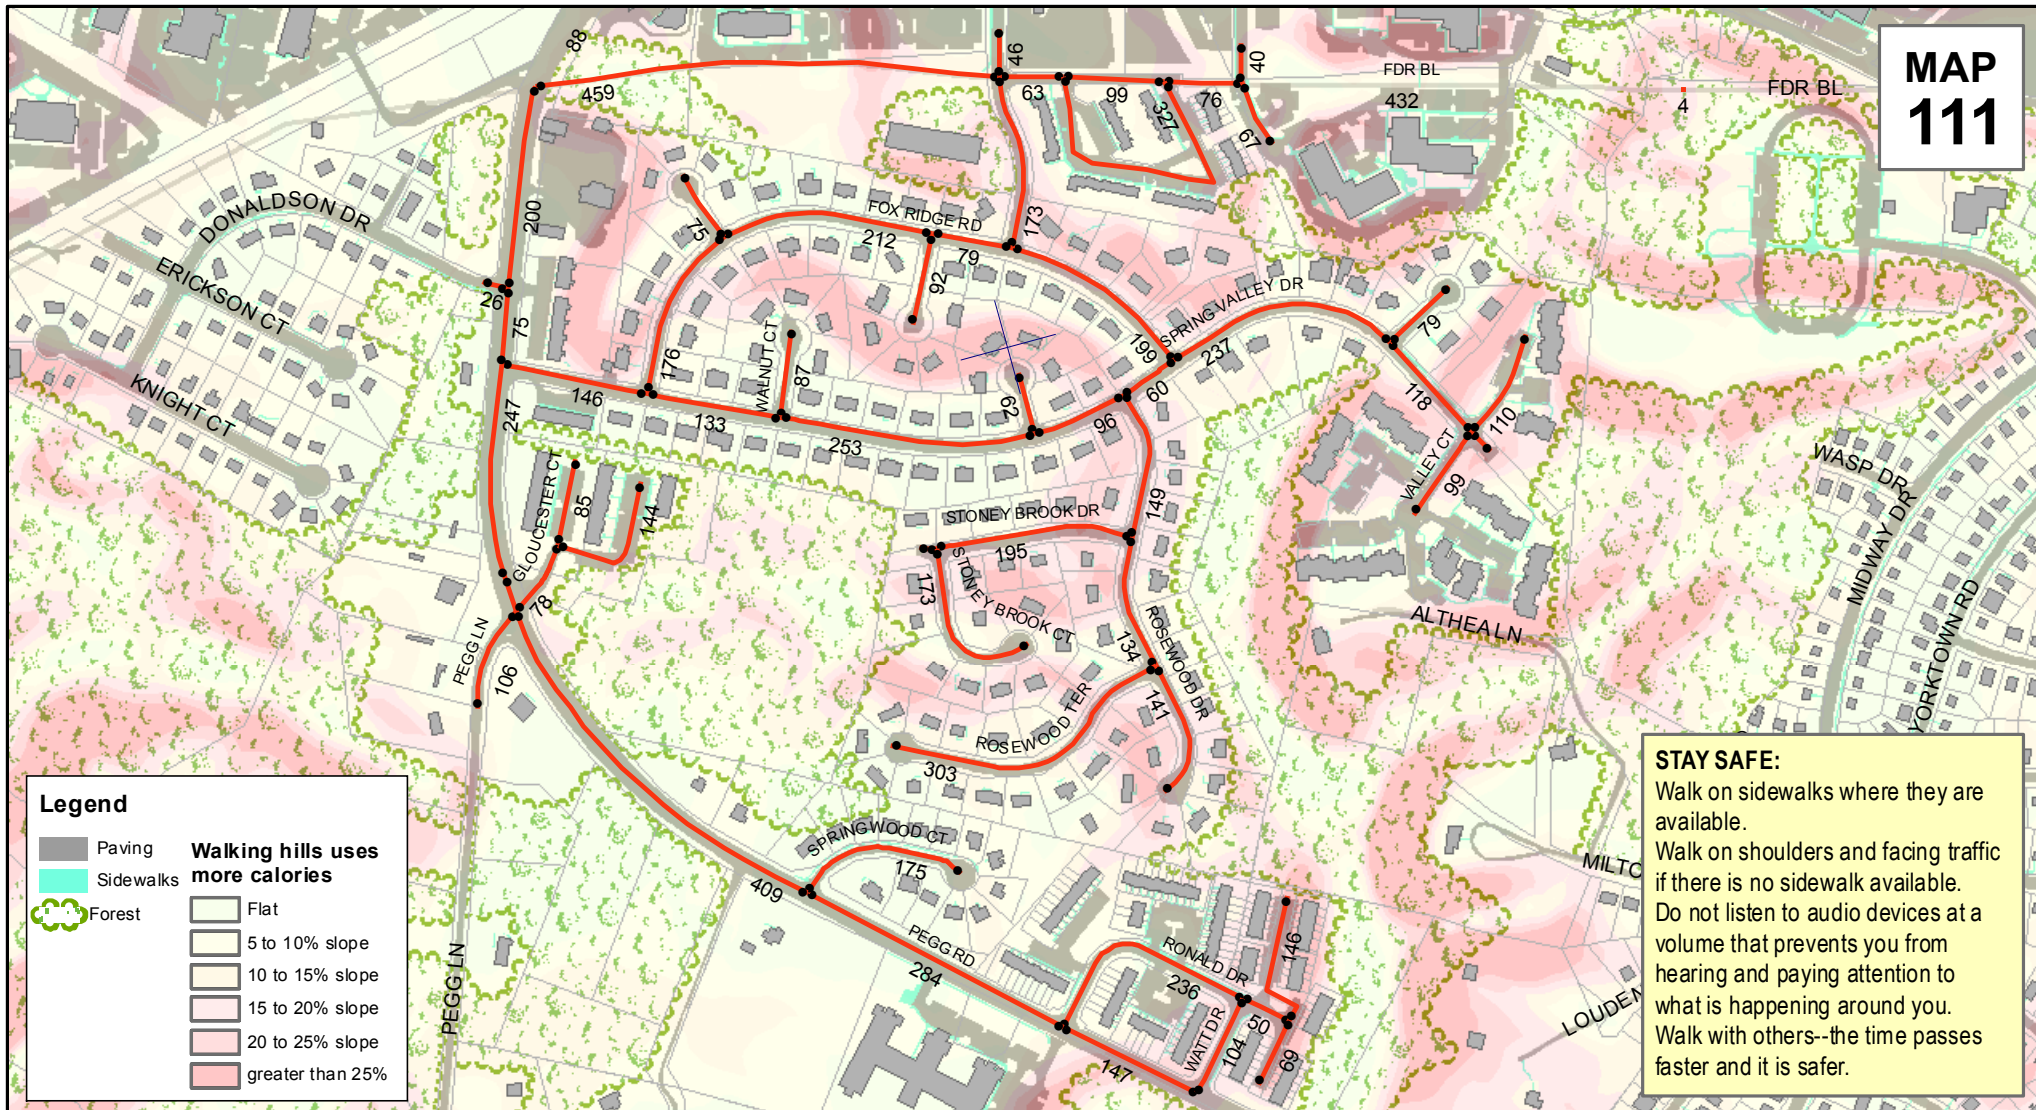 MAP
111
88
46
40
FDR BL
FDR BL
459
63
99
327
76
432
67
4
DONALDSON DR
200
75
FOX RIDGE RD
212
79
173
92
ERICKSON CT
26
75
SPRING VALLEY DR
79
199
237
KNIGHT CT
247
146
176
WALNUT CT
87
133
253
62
96
60
118
110
VALLEY CT
99
WASP DR
MIDWAY DR
YORKTOWN RD
GLOUCESTER CT
85
144
78
STONEY BROOK DR
195
149
STONEY BROOK CT
173
ROSEWOOD DR
134
ALTHEA LN
PEGG LN
106
ROSEWOOD TER
141
303
SPRINGWOOD CT
175
409
PEGG RD
284
PEGG LN
RONALD DR
236
146
50
WATT DR
104
69
147
MILTO
LOUDEN
Legend
Paving
Sidewalks
Forest
Walking hills uses
more calories
Flat
5 to 10% slope
10 to 15% slope
15 to 20% slope
20 to 25% slope
greater than 25%
STAY SAFE:
Walk on sidewalks where they are
available.
Walk on shoulders and facing traffic
if there is no sidewalk available.
Do not listen to audio devices at a
volume that prevents you from
hearing and paying attention to
what is happening around you.
Walk with others--the time passes
faster and it is safer.